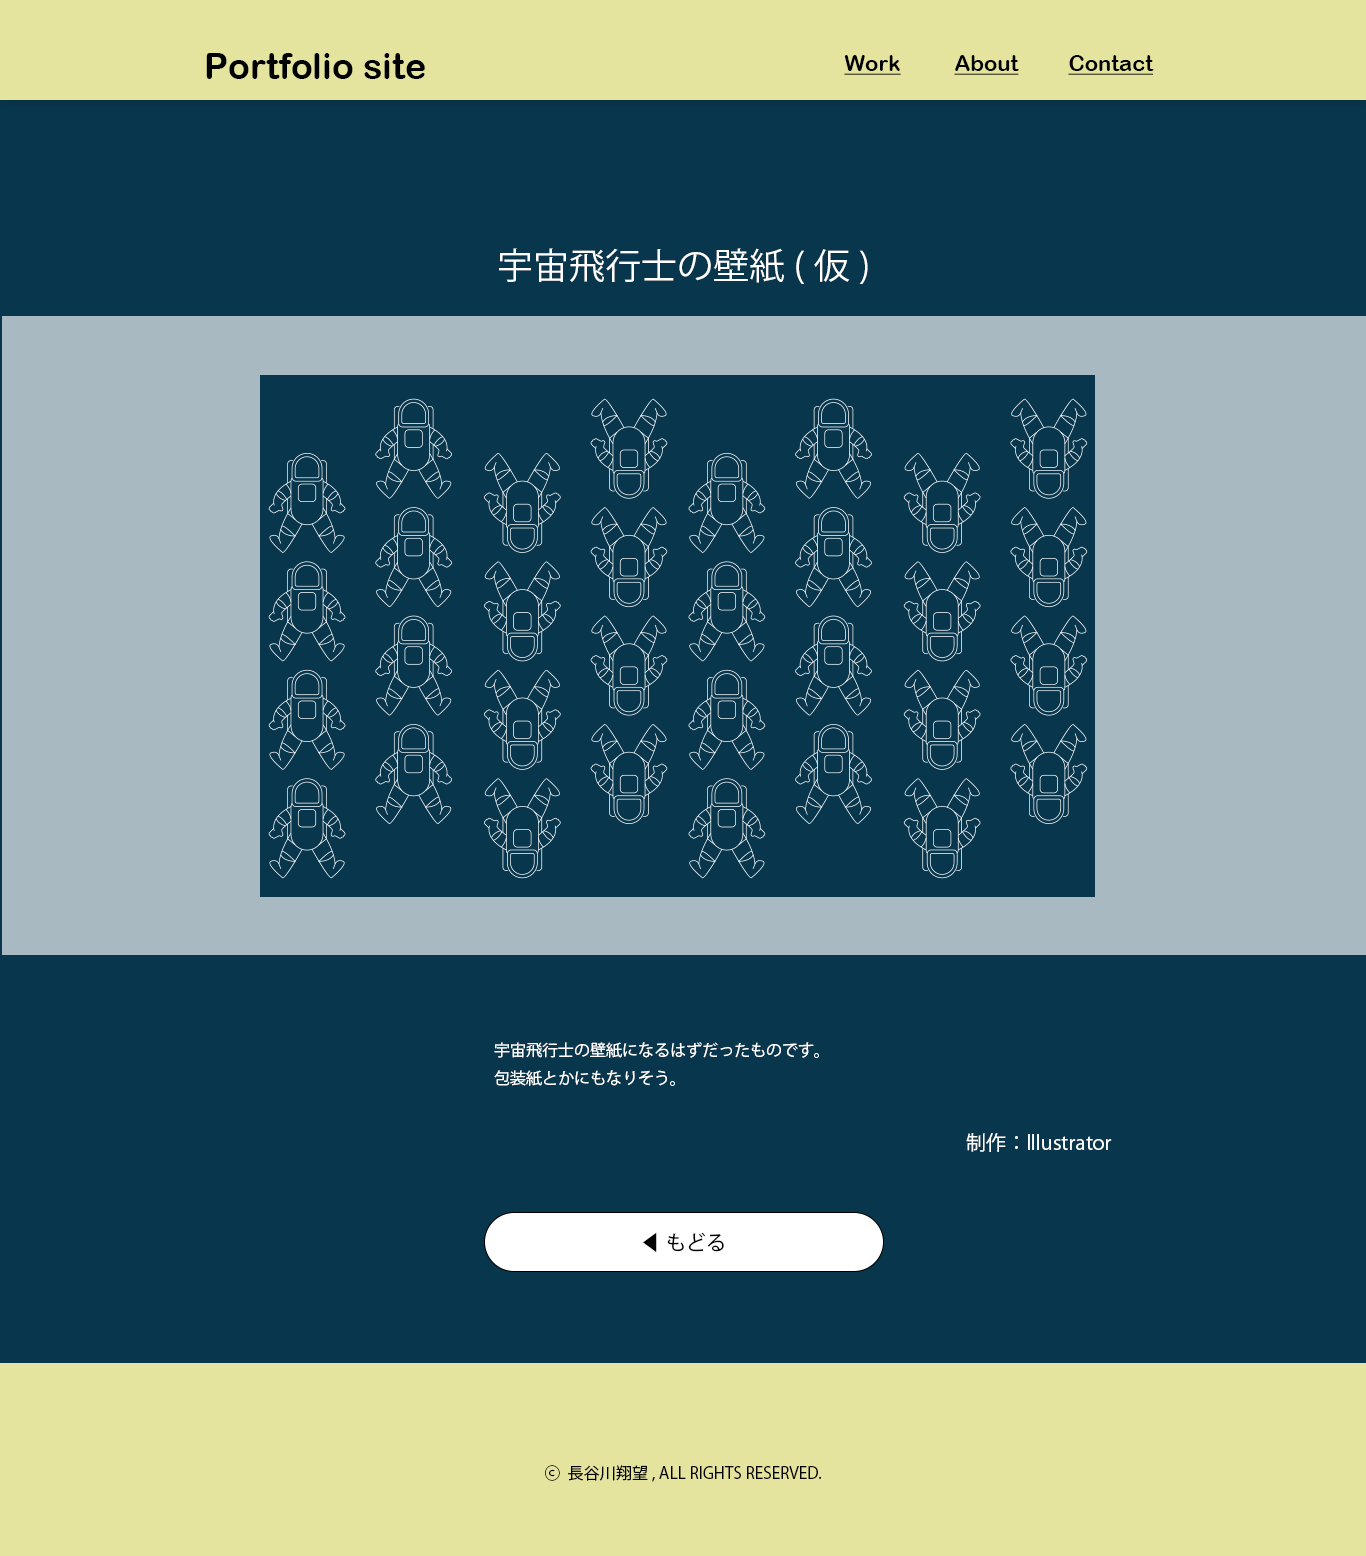 Portfolio site
Work About Contact
宇宙飛行士の壁紙 ( 仮 )
宇宙飛行士の壁紙になるはずだったものです。
包装紙とかにもなりそう。
制作：Illustrator
◀ もどる
ⓒ 長谷川翔望 , ALL RIGHTS RESERVED.